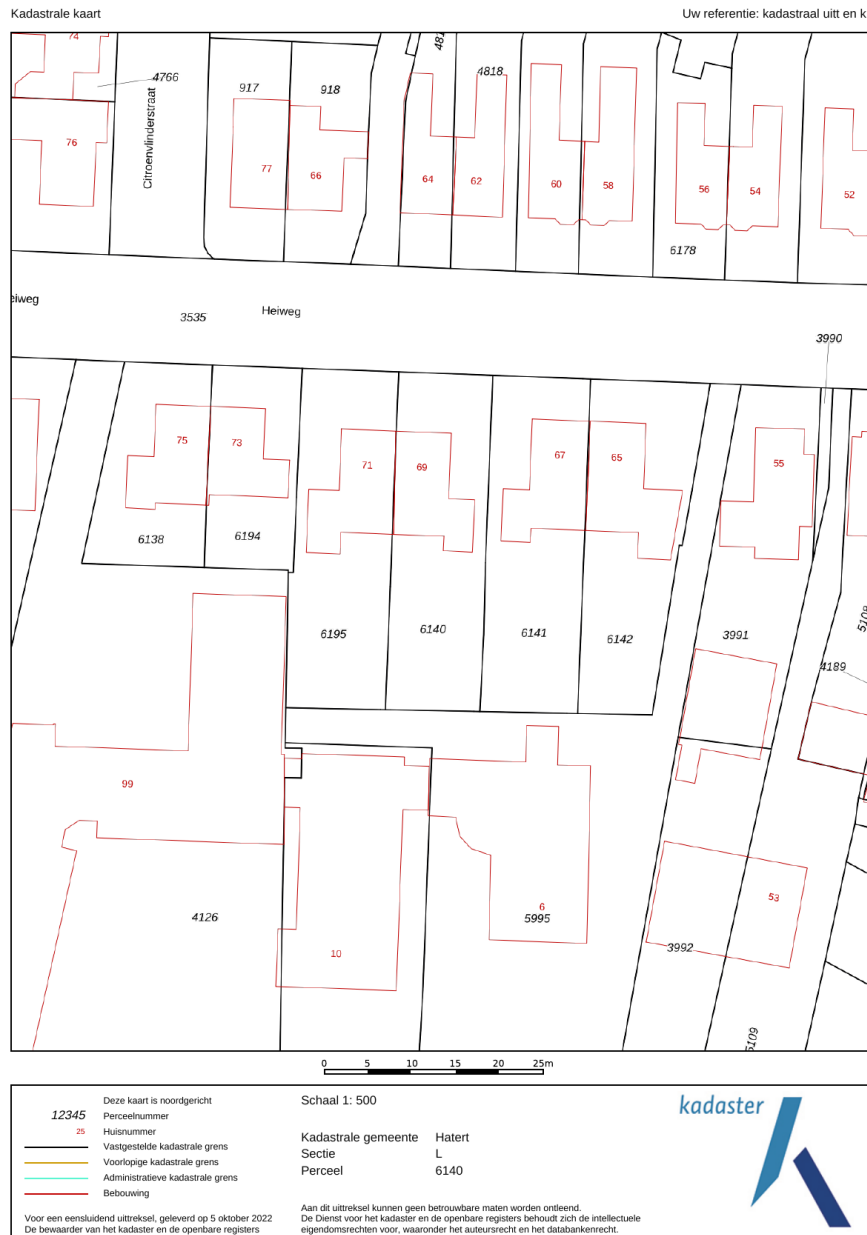 Kadastrale kaart
Uw referentie: kadastraal uitt en k
74
4766
481
4818
917
918
Citroenvlinderstraat
76
77
66
64
62
60
58
56
54
52
6178
eiweg
3535
Heiweg
3990
75
73
71
69
67
65
55
6138
6194
6195
6140
6141
6142
3991
5108
4189
99
4126
10
6
5995
53
3992
5109
0 5 10 15 20 25m
Deze kaart is noordgericht
12345 Perceelnummer
25 Huisnummer
Vastgestelde kadastrale grens
Voorlopige kadastrale grens
Administratieve kadastrale grens
Bebouwing
Voor een eensluidend uittreksel, geleverd op 5 oktober 2022
De bewaarder van het kadaster en de openbare registers
Schaal 1: 500
Kadastrale gemeente Hatert
Sectie L
Perceel 6140
Aan dit uittreksel kunnen geen betrouwbare maten worden ontleend.
De Dienst voor het kadaster en de openbare registers behoudt zich de intellectuele
eigendomsrechten voor, waaronder het auteursrecht en het databankenrecht.
kadaster